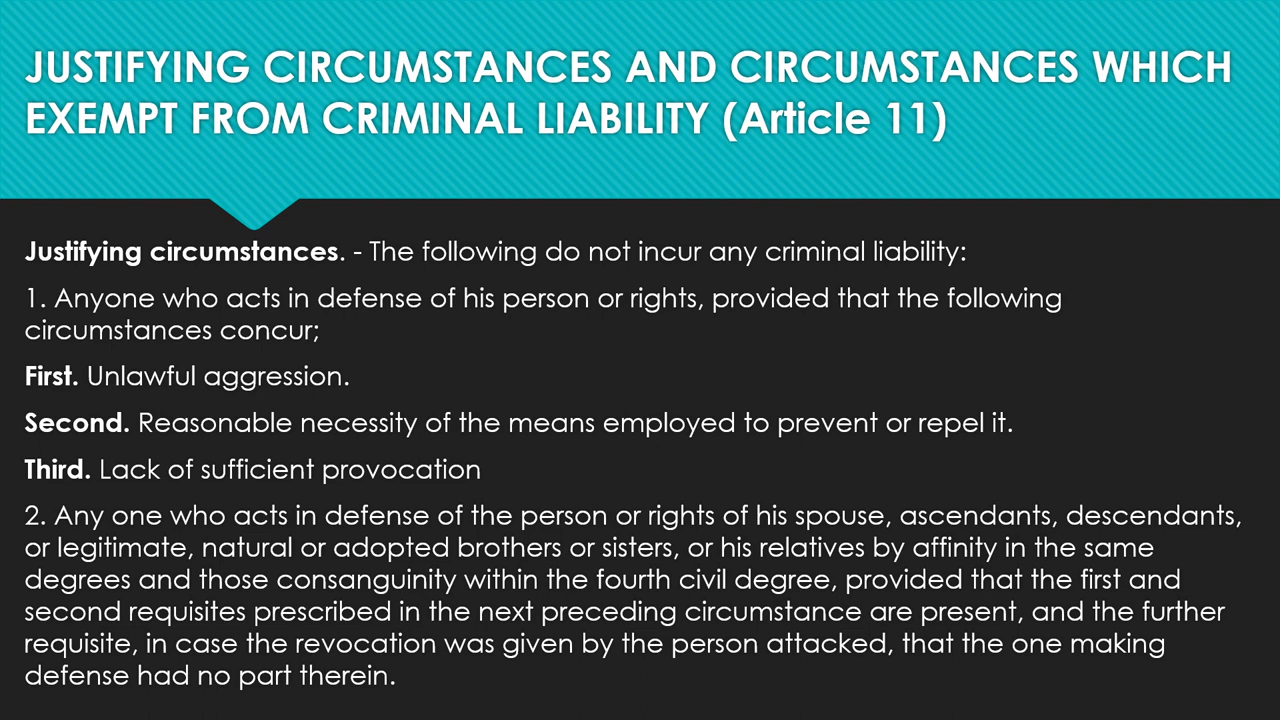 JUSTIFYING CIRCUMSTANCES AND CIRCUMSTANCES WHICH
EXEMPT FROM CRIMINAL LIABILITY (Article 11)
Justifying circumstances. - The following do not incur any criminal liability:
1. Anyone who acts in defense of his person or rights, provided that the following
circumstances concur;
First. Unlawful aggression.
Second. Reasonable necessity of the means employed to prevent or repel it.
Third. Lack of sufficient provocation
2. Any one who acts in defense of the person or rights of his spouse, ascendants, descendants,
or legitimate, natural or adopted brothers or sisters, or his relatives by affinity in the same
degrees and those consanguinity within the fourth civil degree, provided that the first and
second requisites prescribed in the next preceding circumstance are present, and the further
requisite, in case the revocation was given by the person attacked, that the one making
defense had no part therein.